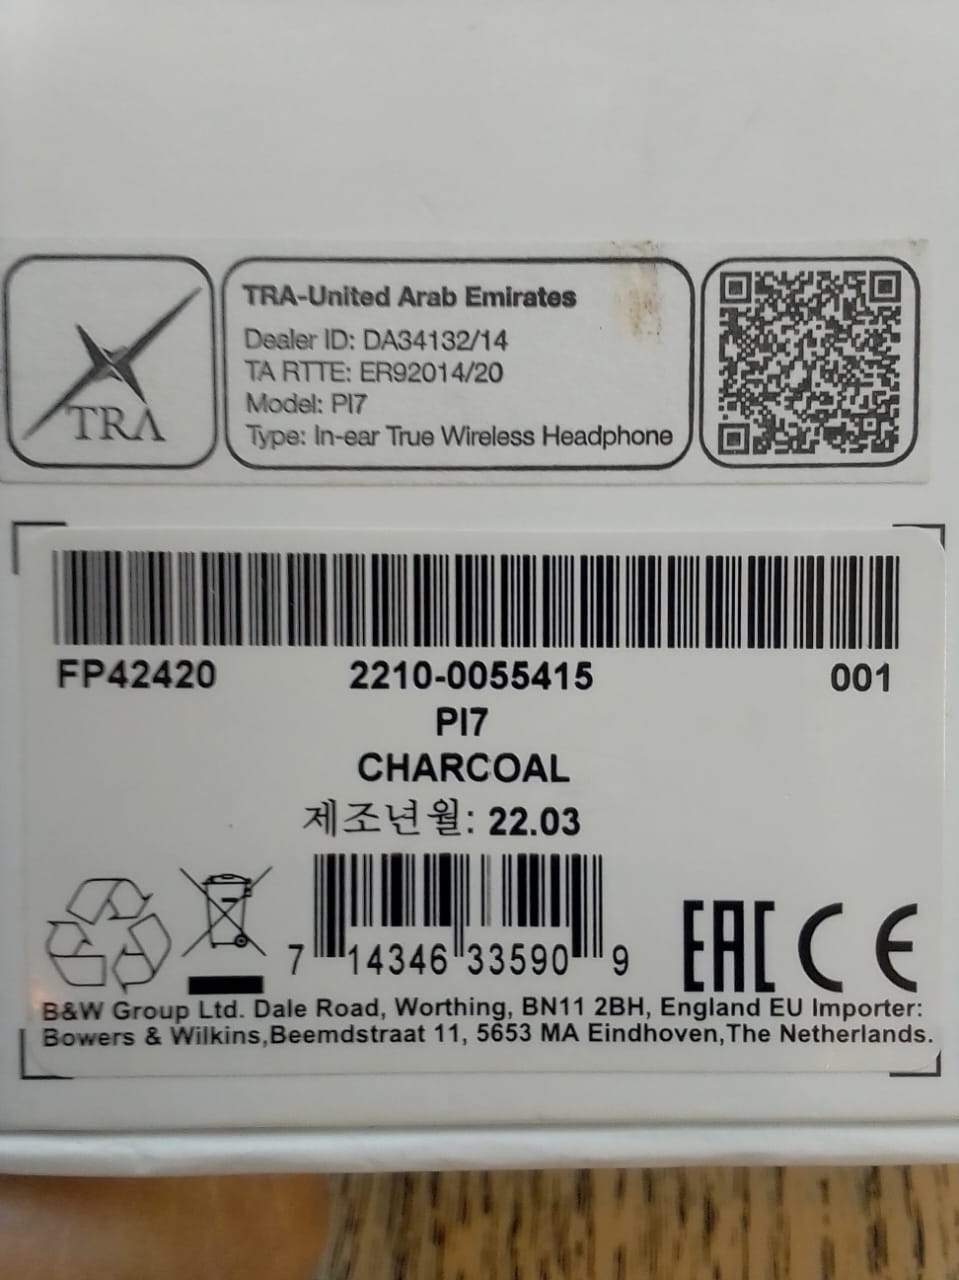 TRA
TRA-United Arab Emirates
Dealer ID: DA34132/14
TA RTTE: ER92014/20
Model: PI7
Type: In-ear True Wireless Headphone
FP42420 2210-0055415 001
PI7
CHARCOAL
제조년월: 22.03
7 14346 33590 9
EAC CE
B&W Group Ltd. Dale Road, Worthing, BN11 2BH, England EU Importer:
Bowers & Wilkins,Beemdstraat 11, 5653 MA Eindhoven,The Netherlands.